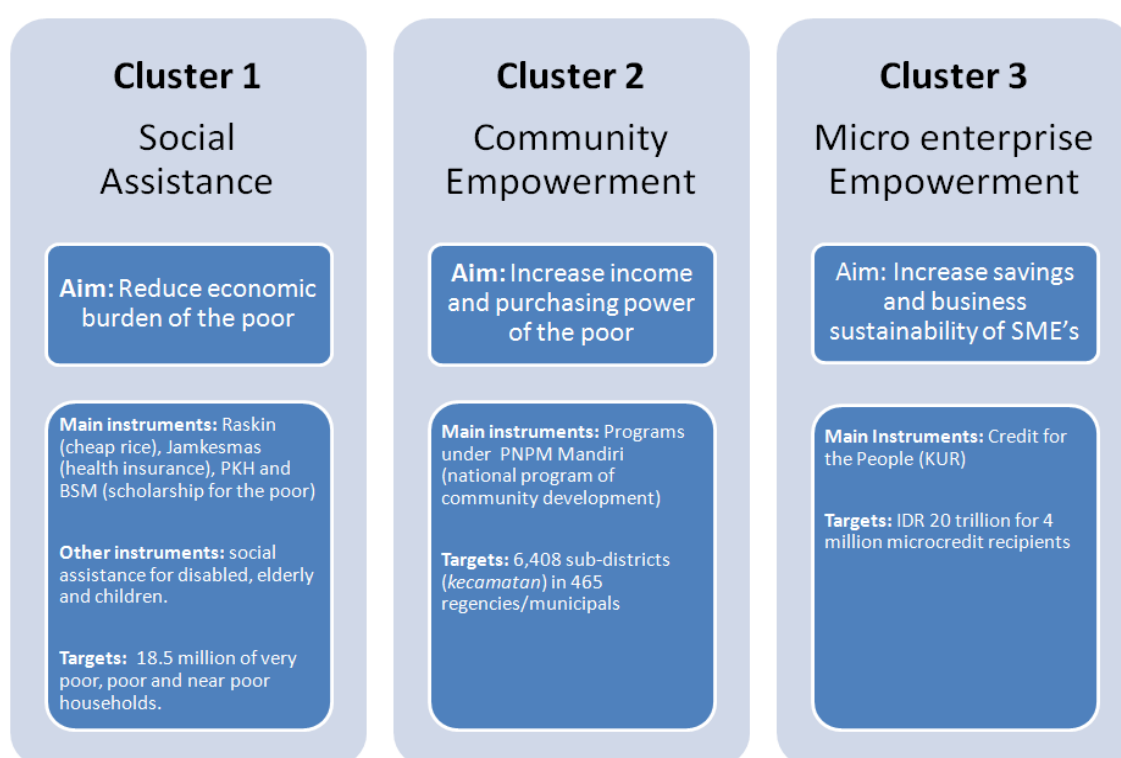 Cluster 1
Social
Assistance
Aim: Reduce economic
burden of the poor
Main instruments: Raskin
(cheap rice), Jamkesmas
(health insurance), PKH and
BSM (scholarship for the poor)
Other instruments: social
assistance for disabled, elderly
and children.
Targets: 18.5 million of very
poor, poor and near poor
households.
Cluster 2
Community
Empowerment
Aim: Increase income
and purchasing power
of the poor
Main instruments: Programs
under PNPM Mandiri
(national program of
community development)
Targets: 6,408 sub-districts
(kecamatan) in 465
regencies/municipals
Cluster 3
Micro enterprise
Empowerment
Aim: Increase savings
and business
sustainability of SME's
Main Instruments: Credit for
the People (KUR)
Targets: IDR 20 trillion for 4
million microcredit recipients